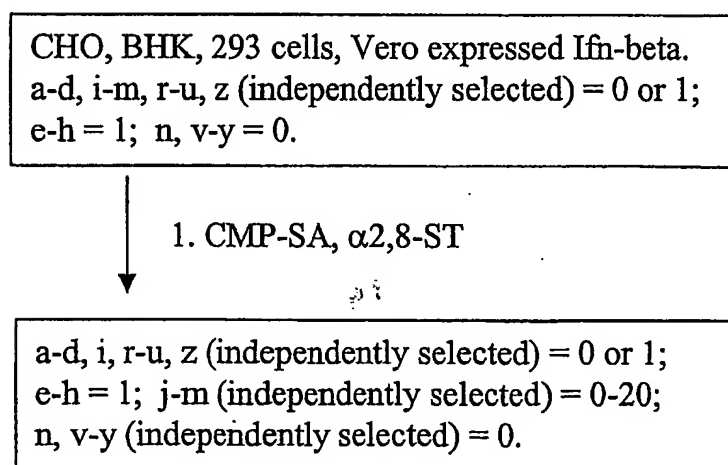 CHO, BHK, 293 cells, Vero expressed Ifn-beta.
a-d, i-m, r-u, z (independently selected) = 0 or 1;
e-h = 1; n, v-y = 0.
1. CMP-SA, α2,8-ST
a-d, i, r-u, z (independently selected) = 0 or 1;
e-h = 1; j-m (independently selected) = 0-20;
n, v-y (independently selected) = 0.